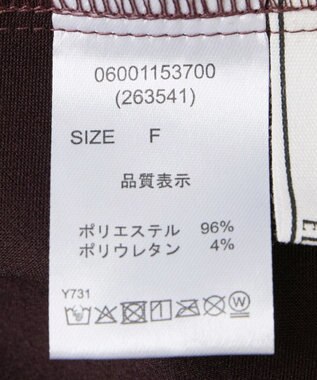 06001153700
(263541)
SIZE F
品質表示
ポリエステル 96%
ポリウレタン 4%
Y731
W